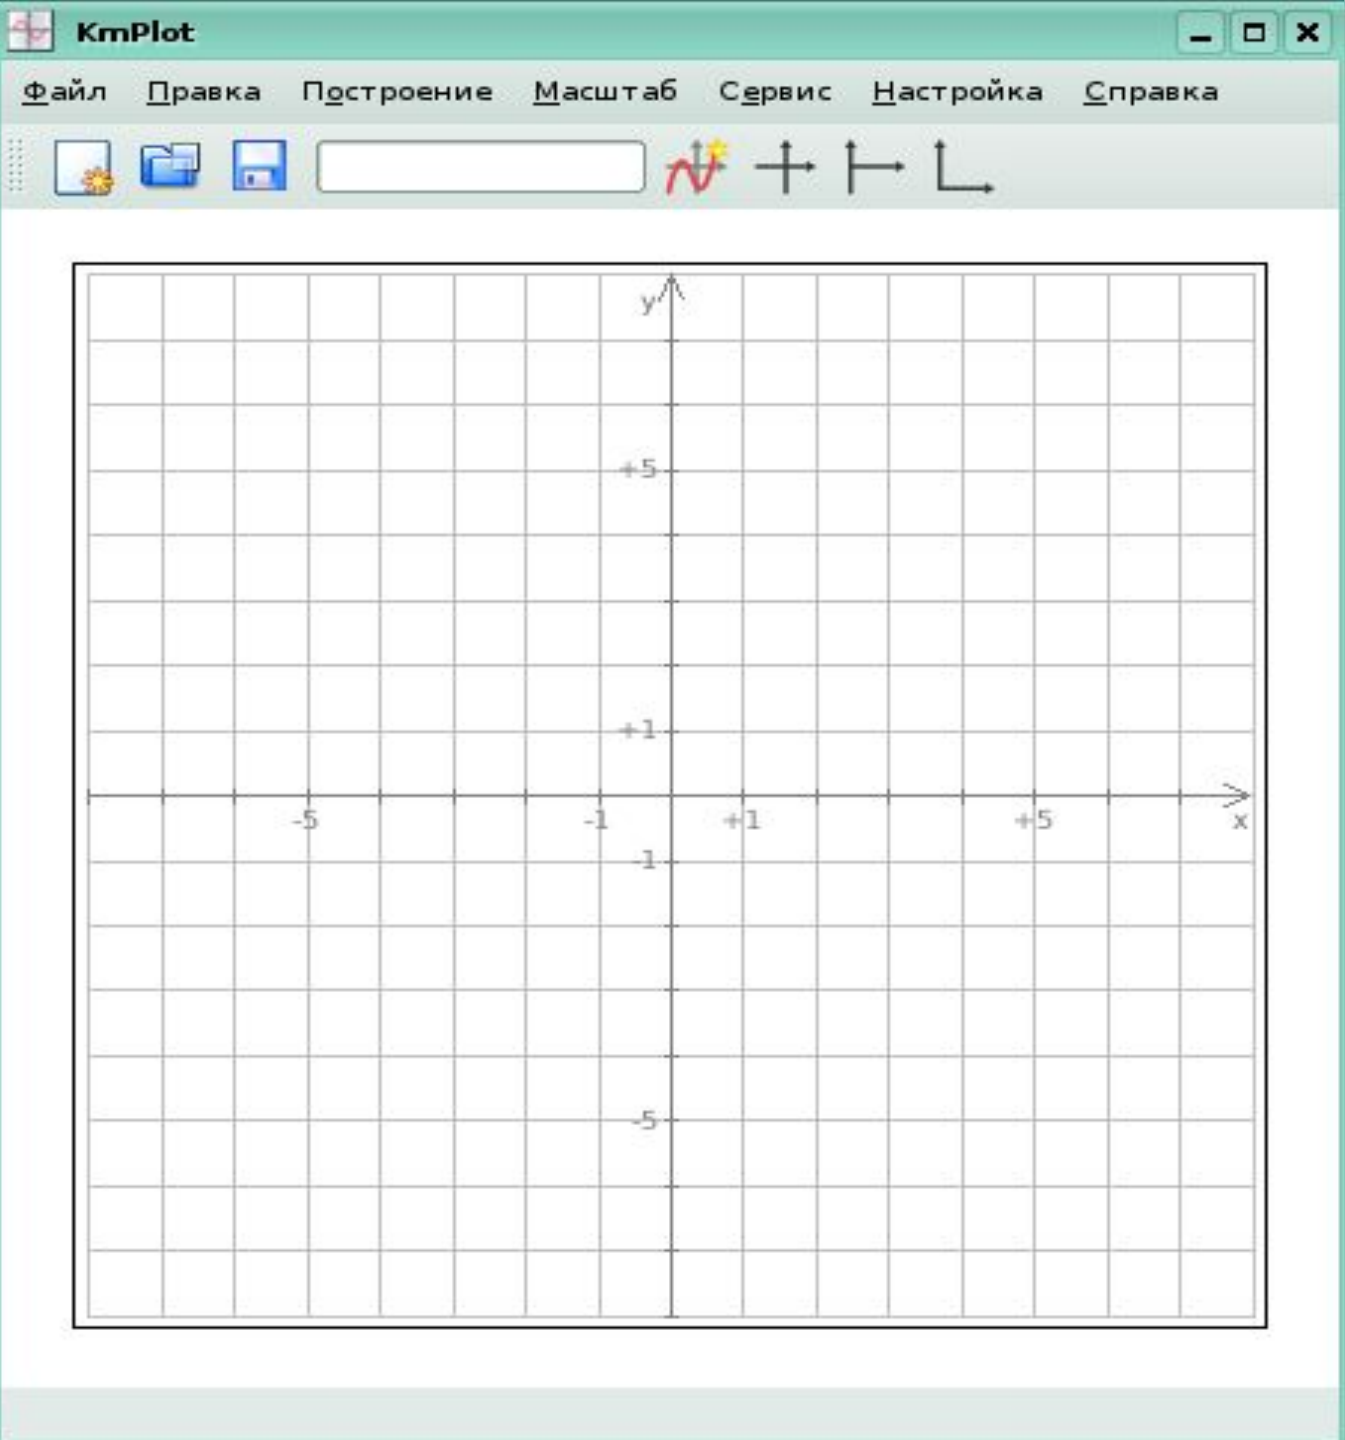 KmPlot
Файл Правка Построение Масштаб Сервис Настройка Справка
y
+5
+1
-5 -1 +1 +5 x
-1
-5